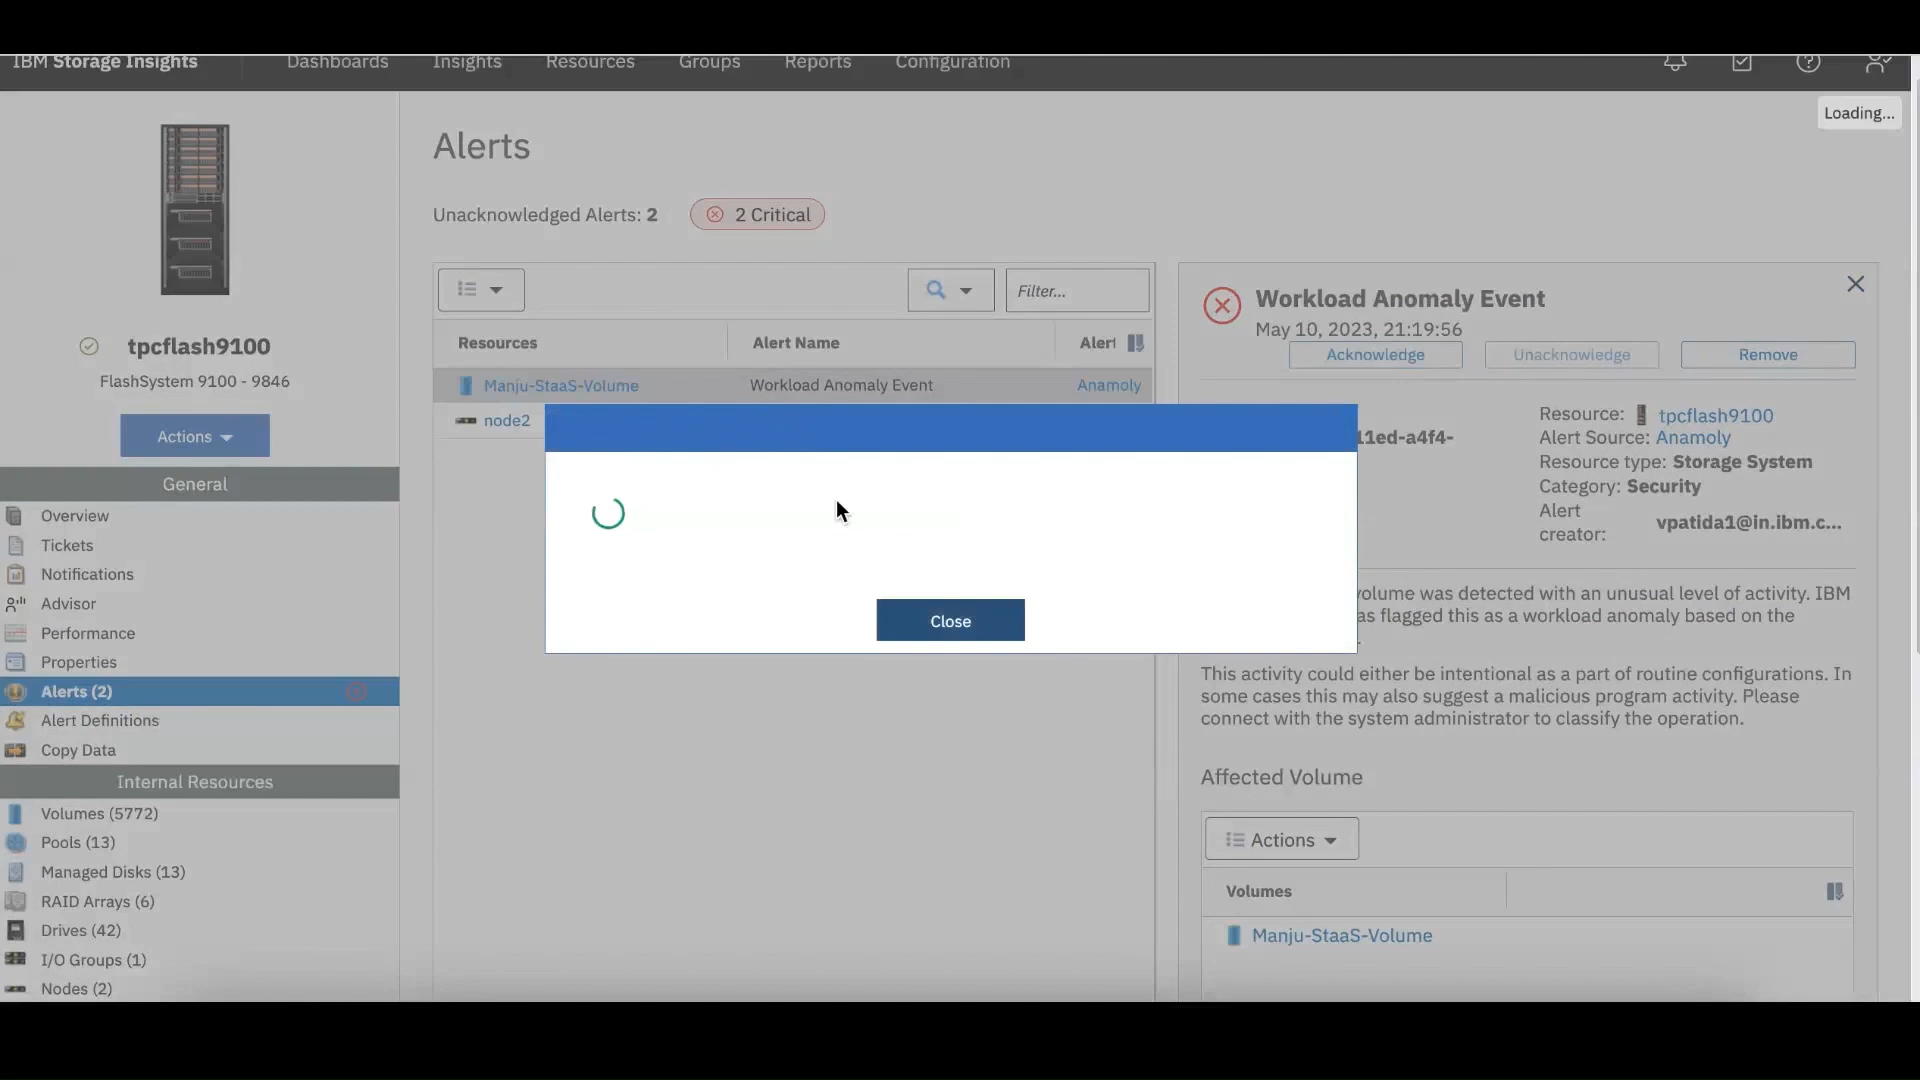 IBM Storage Insights
Dashboards
Insights
Resources
Groups
Reports
Configuration
Loading...
tpcflash9100
FlashSystem 9100 - 9846
Actions
General
Overview
Tickets
Notifications
Advisor
Performance
Properties
Alerts (2)
Alert Definitions
Copy Data
Internal Resources
Volumes (5772)
Pools (13)
Managed Disks (13)
RAID Arrays (6)
Drives (42)
I/O Groups (1)
Nodes (2)
Alerts
Unacknowledged Alerts: 2
2 Critical
Filter...
Resources
Alert Name
Alert
Manju-StaaS-Volume
Workload Anomaly Event
Anamoly
node2
Close
Workload Anomaly Event
May 10, 2023, 21:19:56
Acknowledge
Unacknowledge
Remove
11ed-a4f4-
Resource: tpcflash9100
Alert Source: Anamoly
Resource type: Storage System
Category: Security
Alert
creator:
vpatida1@in.ibm.c...
volume was detected with an unusual level of activity. IBM
as flagged this as a workload anomaly based on the
.
This activity could either be intentional as a part of routine configurations. In
some cases this may also suggest a malicious program activity. Please
connect with the system administrator to classify the operation.
Affected Volume
Actions
Volumes
Manju-StaaS-Volume